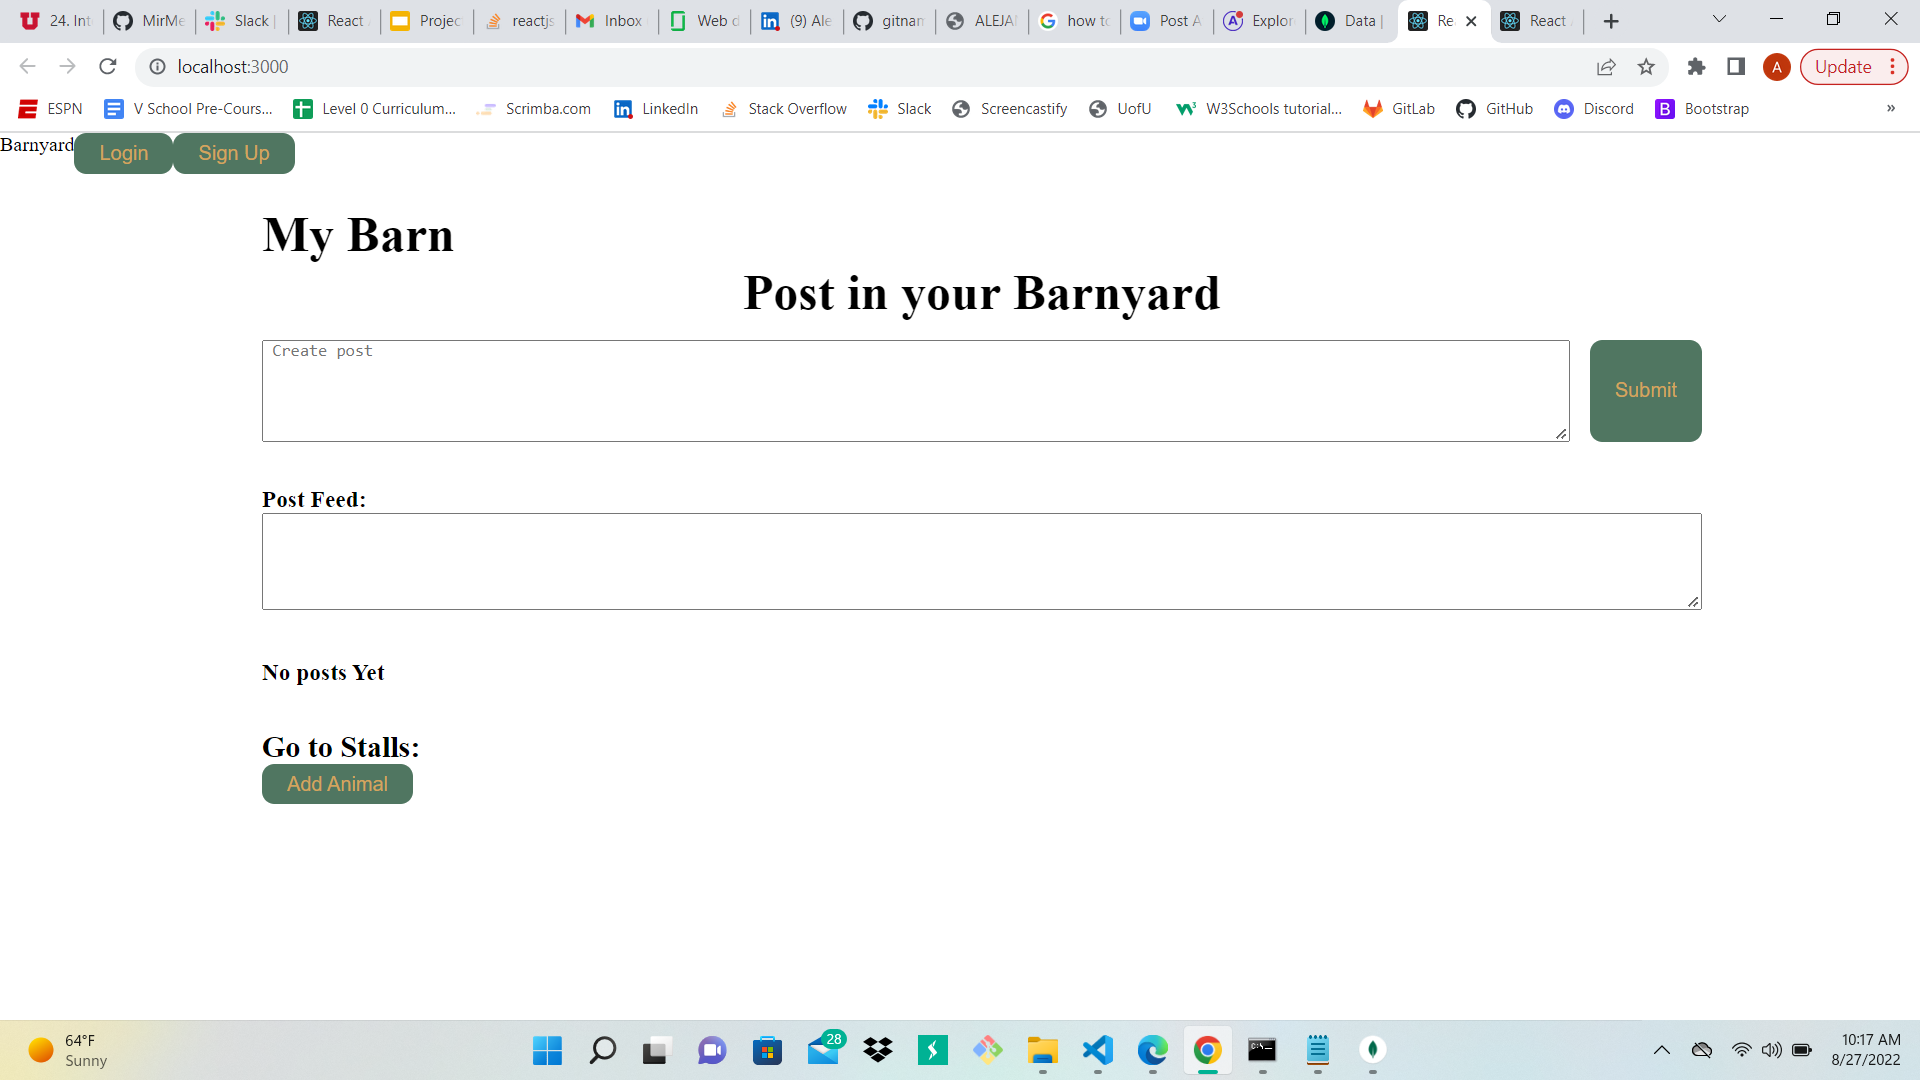 24. Int MirMe Slack React Projec reactjs Inbox Web d (9) Ale gitnam ALEJA how to Post A Explor Data | Re React
localhost:3000 A Update
ESPN V School Pre-Cours... Level 0 Curriculum... Scrimba.com LinkedIn Stack Overflow Slack Screencastify UofU W3Schools tutorial... GitLab GitHub Discord Bootstrap »
Barnyard Login Sign Up
My Barn
Post in your Barnyard
Create post
Submit
Post Feed:
No posts Yet
Go to Stalls:
Add Animal
64°F
Sunny
28
10:17 AM
8/27/2022